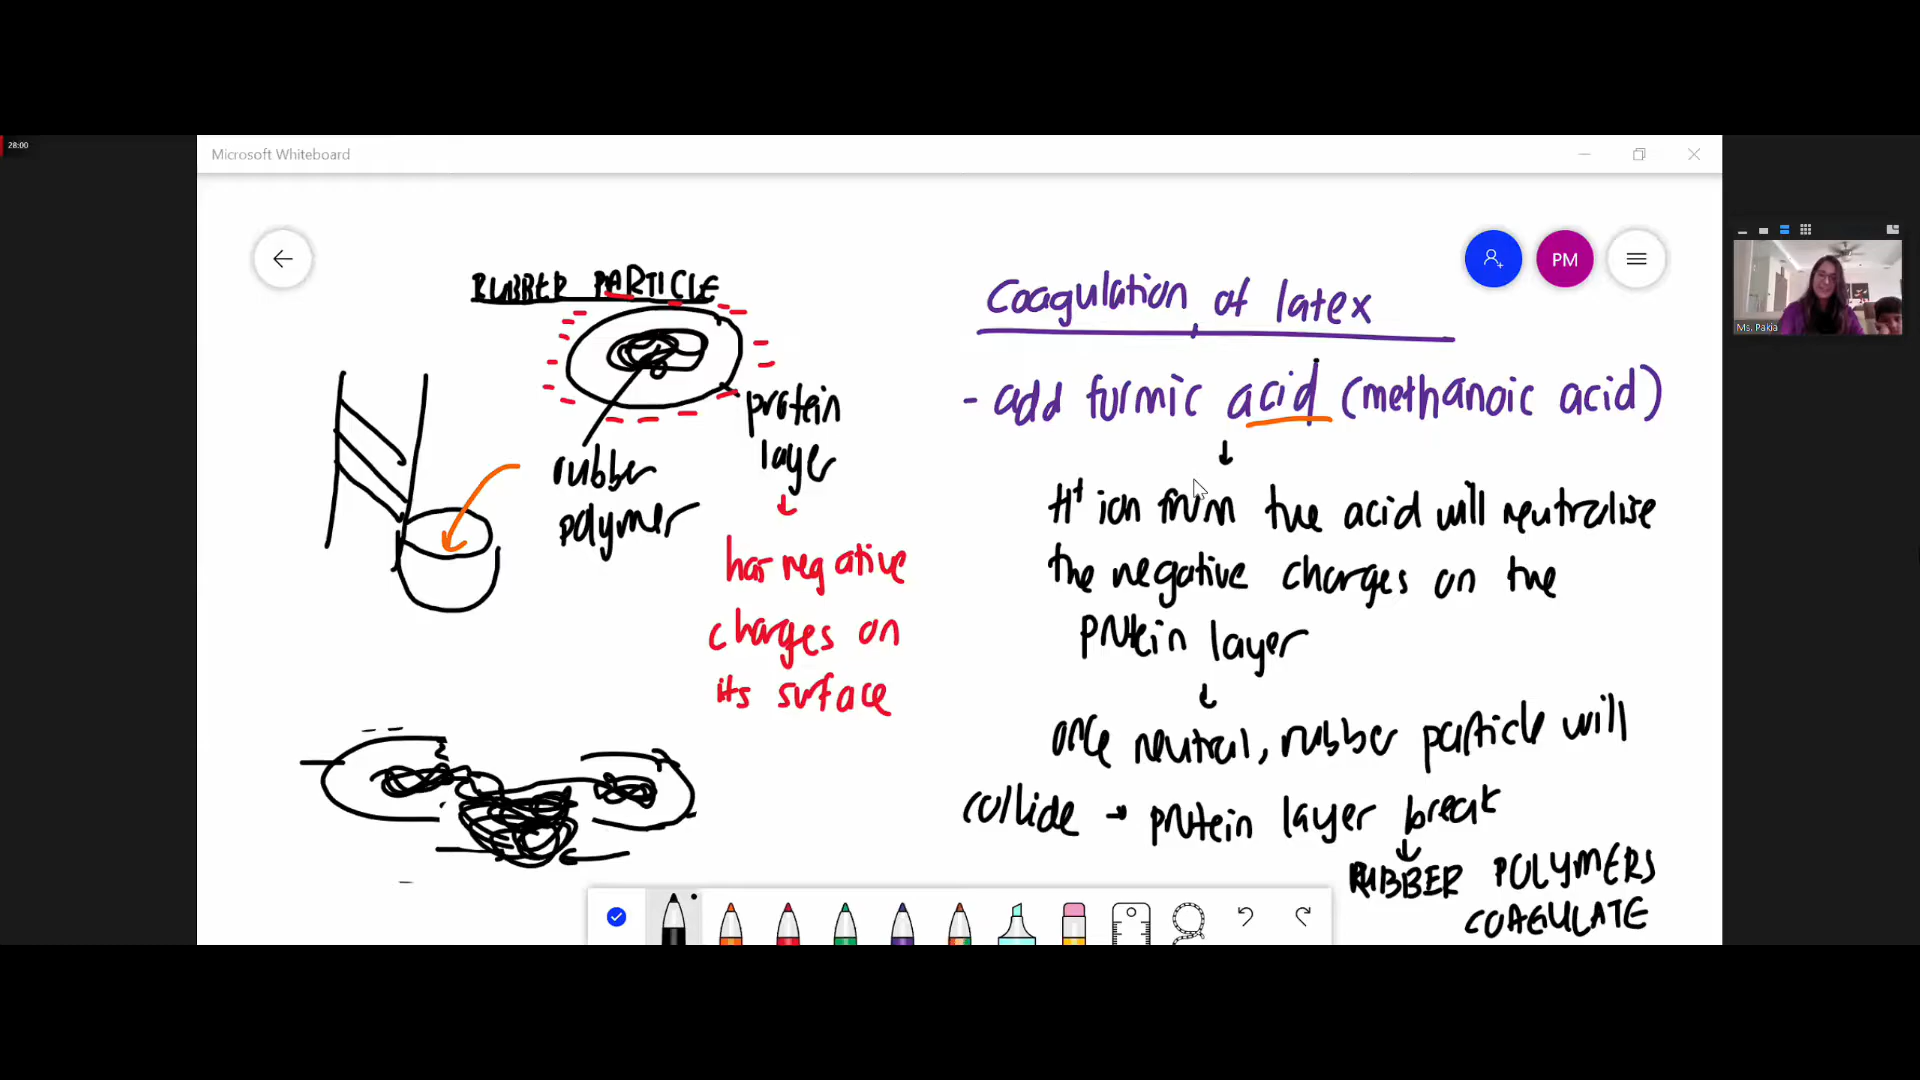 28:00
Microsoft Whiteboard
PM
Ms. Pakia
RUBBER PARTICLE
protein
layer
rubber
polymer
has negative
charges on
its surface
Coagulation of latex
- add formic acid (methanoic acid)
H+ ion from the acid will neutralise
the negative charges on the
protein layer
once neutral, rubber particle will
collide → protein layer break
RUBBER POLYMERS
COAGULATE